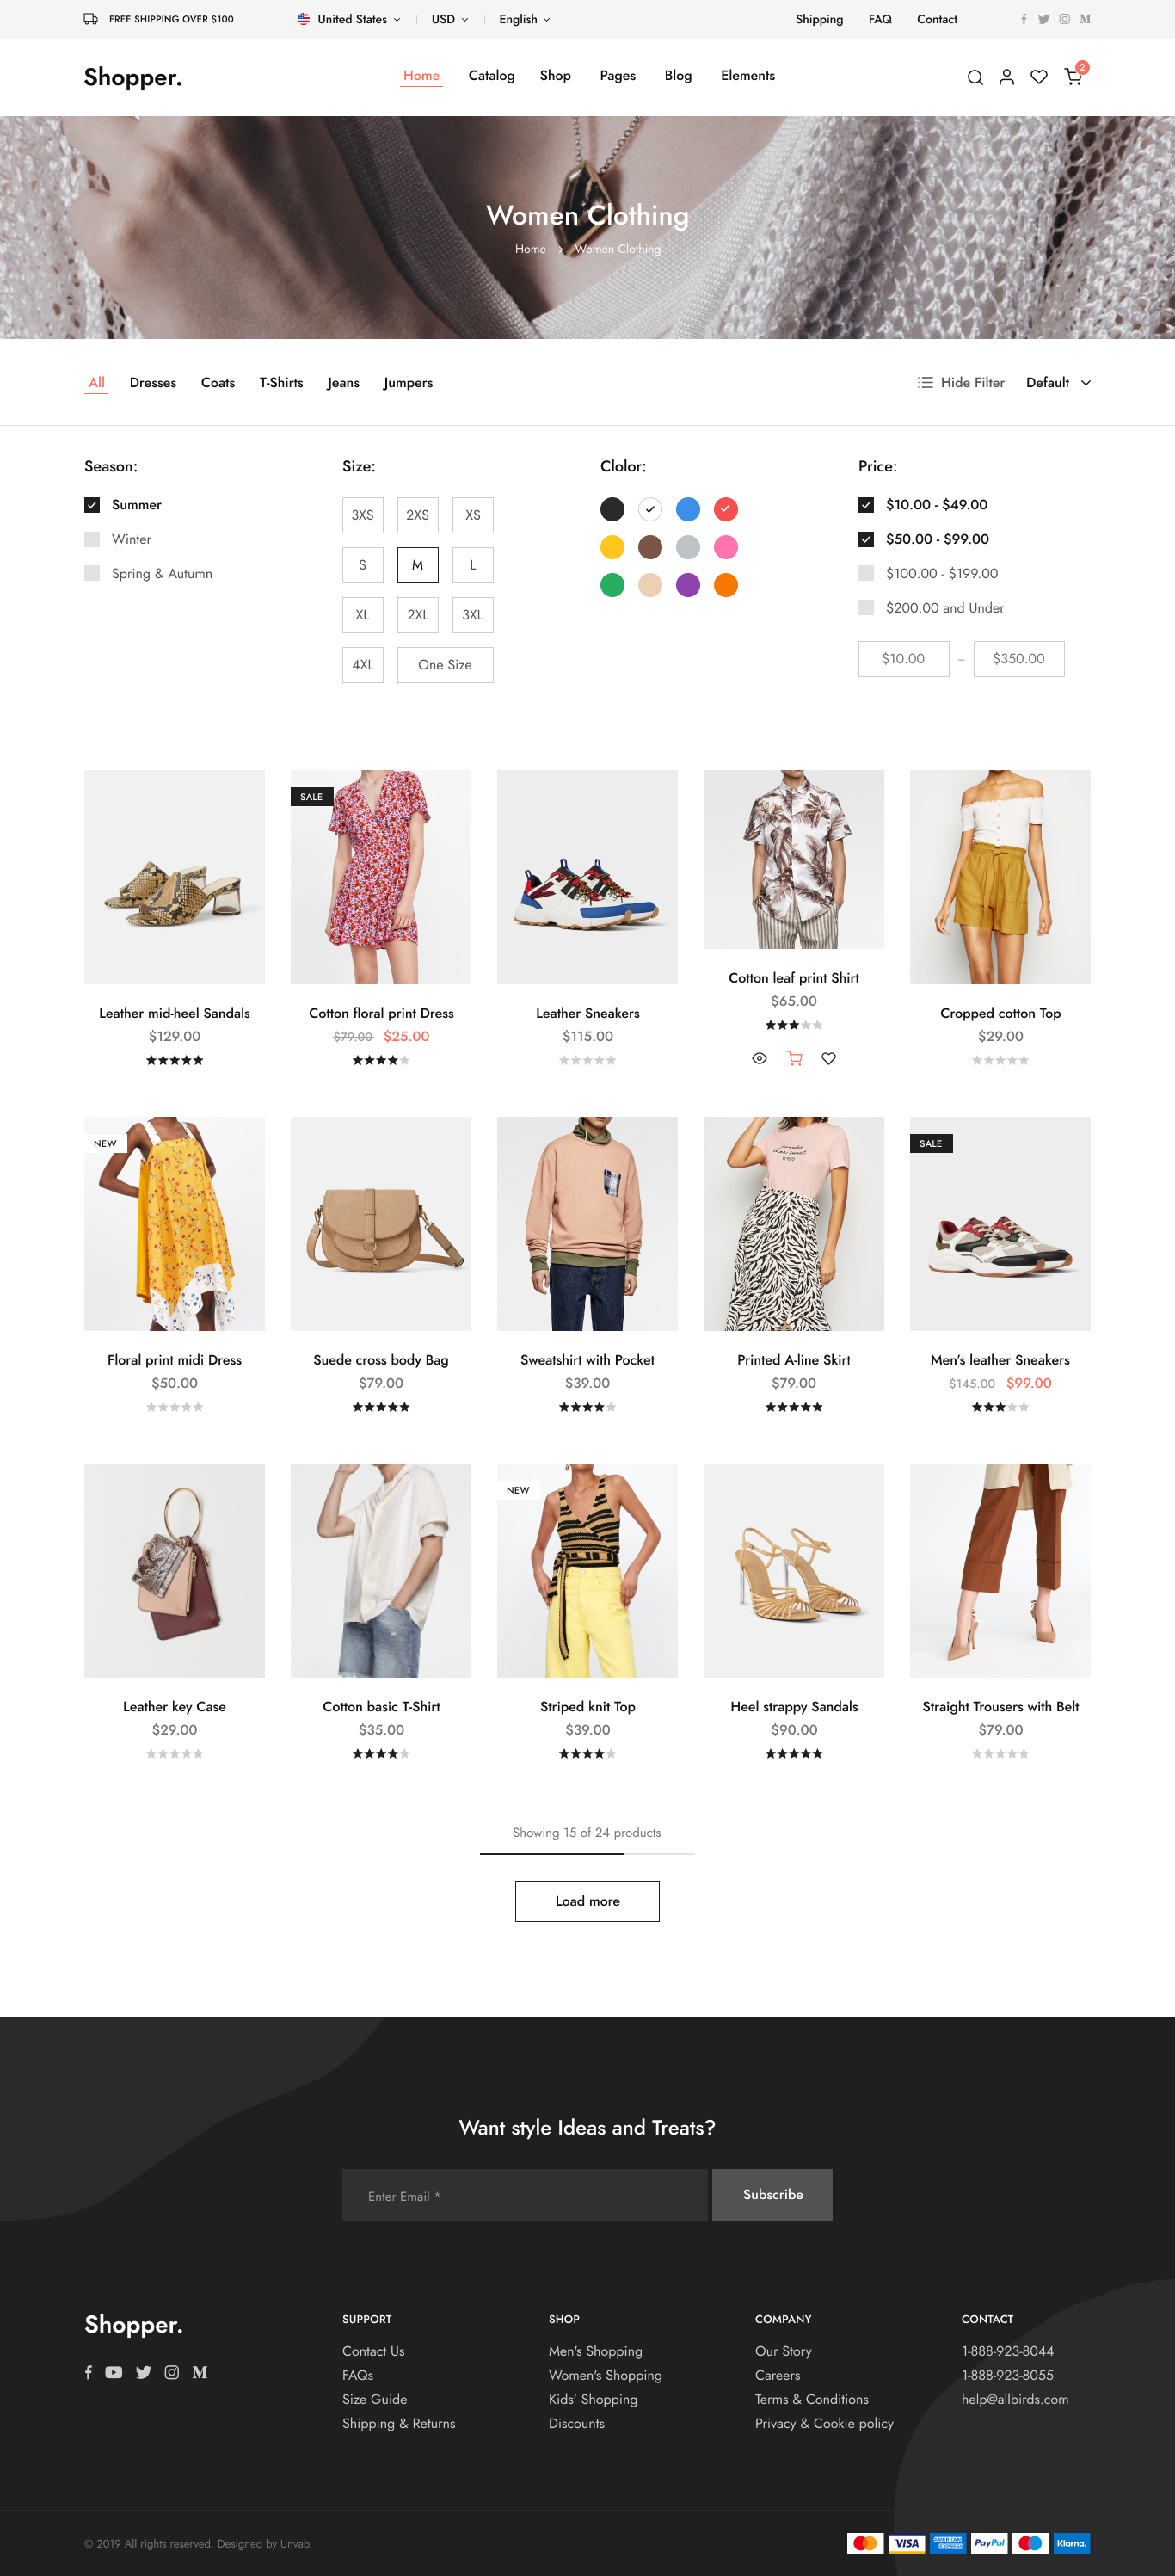 FREE SHIPPING OVER $100 United States USD English Shipping FAQ Contact
Shopper. Home Catalog Shop Pages Blog Elements 2
Women Clothing
Home > Women Clothing
All Dresses Coats T-Shirts Jeans Jumpers Hide Filter Default
Season: Size: Clolor: Price:
Summer 3XS 2XS XS $10.00 - $49.00
Winter $50.00 - $99.00
Spring & Autumn S M L $100.00 - $199.00
XL 2XL 3XL $200.00 and Under
4XL One Size $10.00 – $350.00
SALE
Leather mid-heel Sandals Cotton floral print Dress Leather Sneakers Cotton leaf print Shirt Cropped cotton Top
$129.00 $79.00 $25.00 $115.00 $65.00 $29.00
NEW SALE
minutes
than sweet
Floral print midi Dress Suede cross body Bag Sweatshirt with Pocket Printed A-line Skirt Men’s leather Sneakers
$50.00 $79.00 $39.00 $79.00 $145.00 $99.00
NEW
Leather key Case Cotton basic T-Shirt Striped knit Top Heel strappy Sandals Straight Trousers with Belt
$29.00 $35.00 $39.00 $90.00 $79.00
Showing 15 of 24 products
Load more
Want style Ideas and Treats?
Enter Email * Subscribe
Shopper. SUPPORT SHOP COMPANY CONTACT
Contact Us Men's Shopping Our Story 1-888-923-8044
FAQs Women's Shopping Careers 1-888-923-8055
Size Guide Kids' Shopping Terms & Conditions help@allbirds.com
Shipping & Returns Discounts Privacy & Cookie policy
© 2019 All rights reserved. Designed by Unvab. VISA AMERICAN EXPRESS PayPal Klarna.